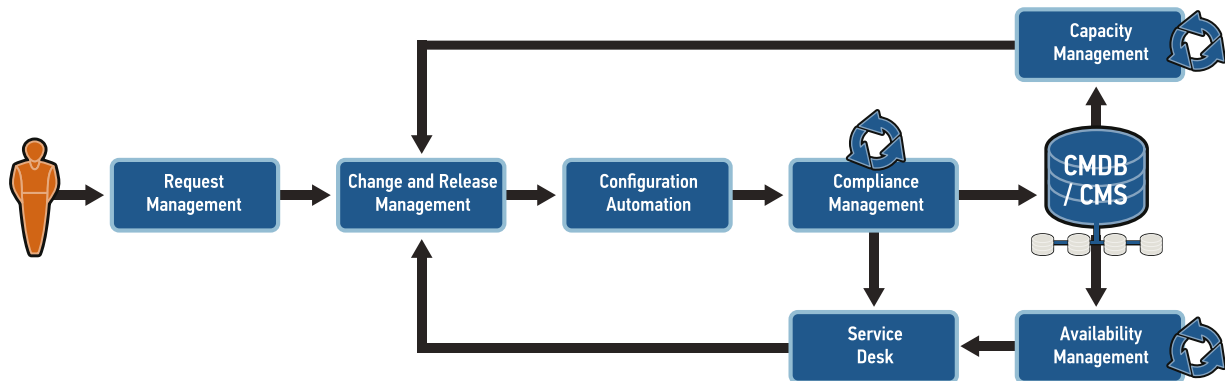 Capacity
Management
Request
Management
Change and Release
Management
Configuration
Automation
Compliance
Management
CMDB
/ CMS
Service
Desk
Availability
Management